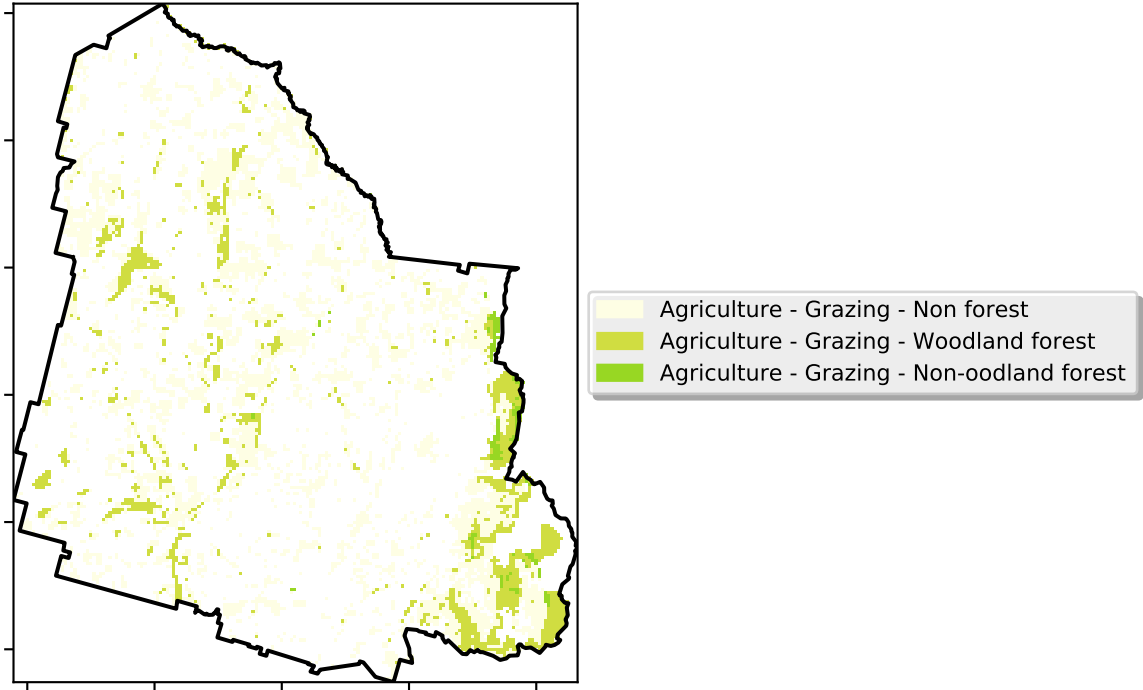 Agriculture - Grazing - Non forest
Agriculture - Grazing - Woodland forest
Agriculture - Grazing - Non-oodland forest